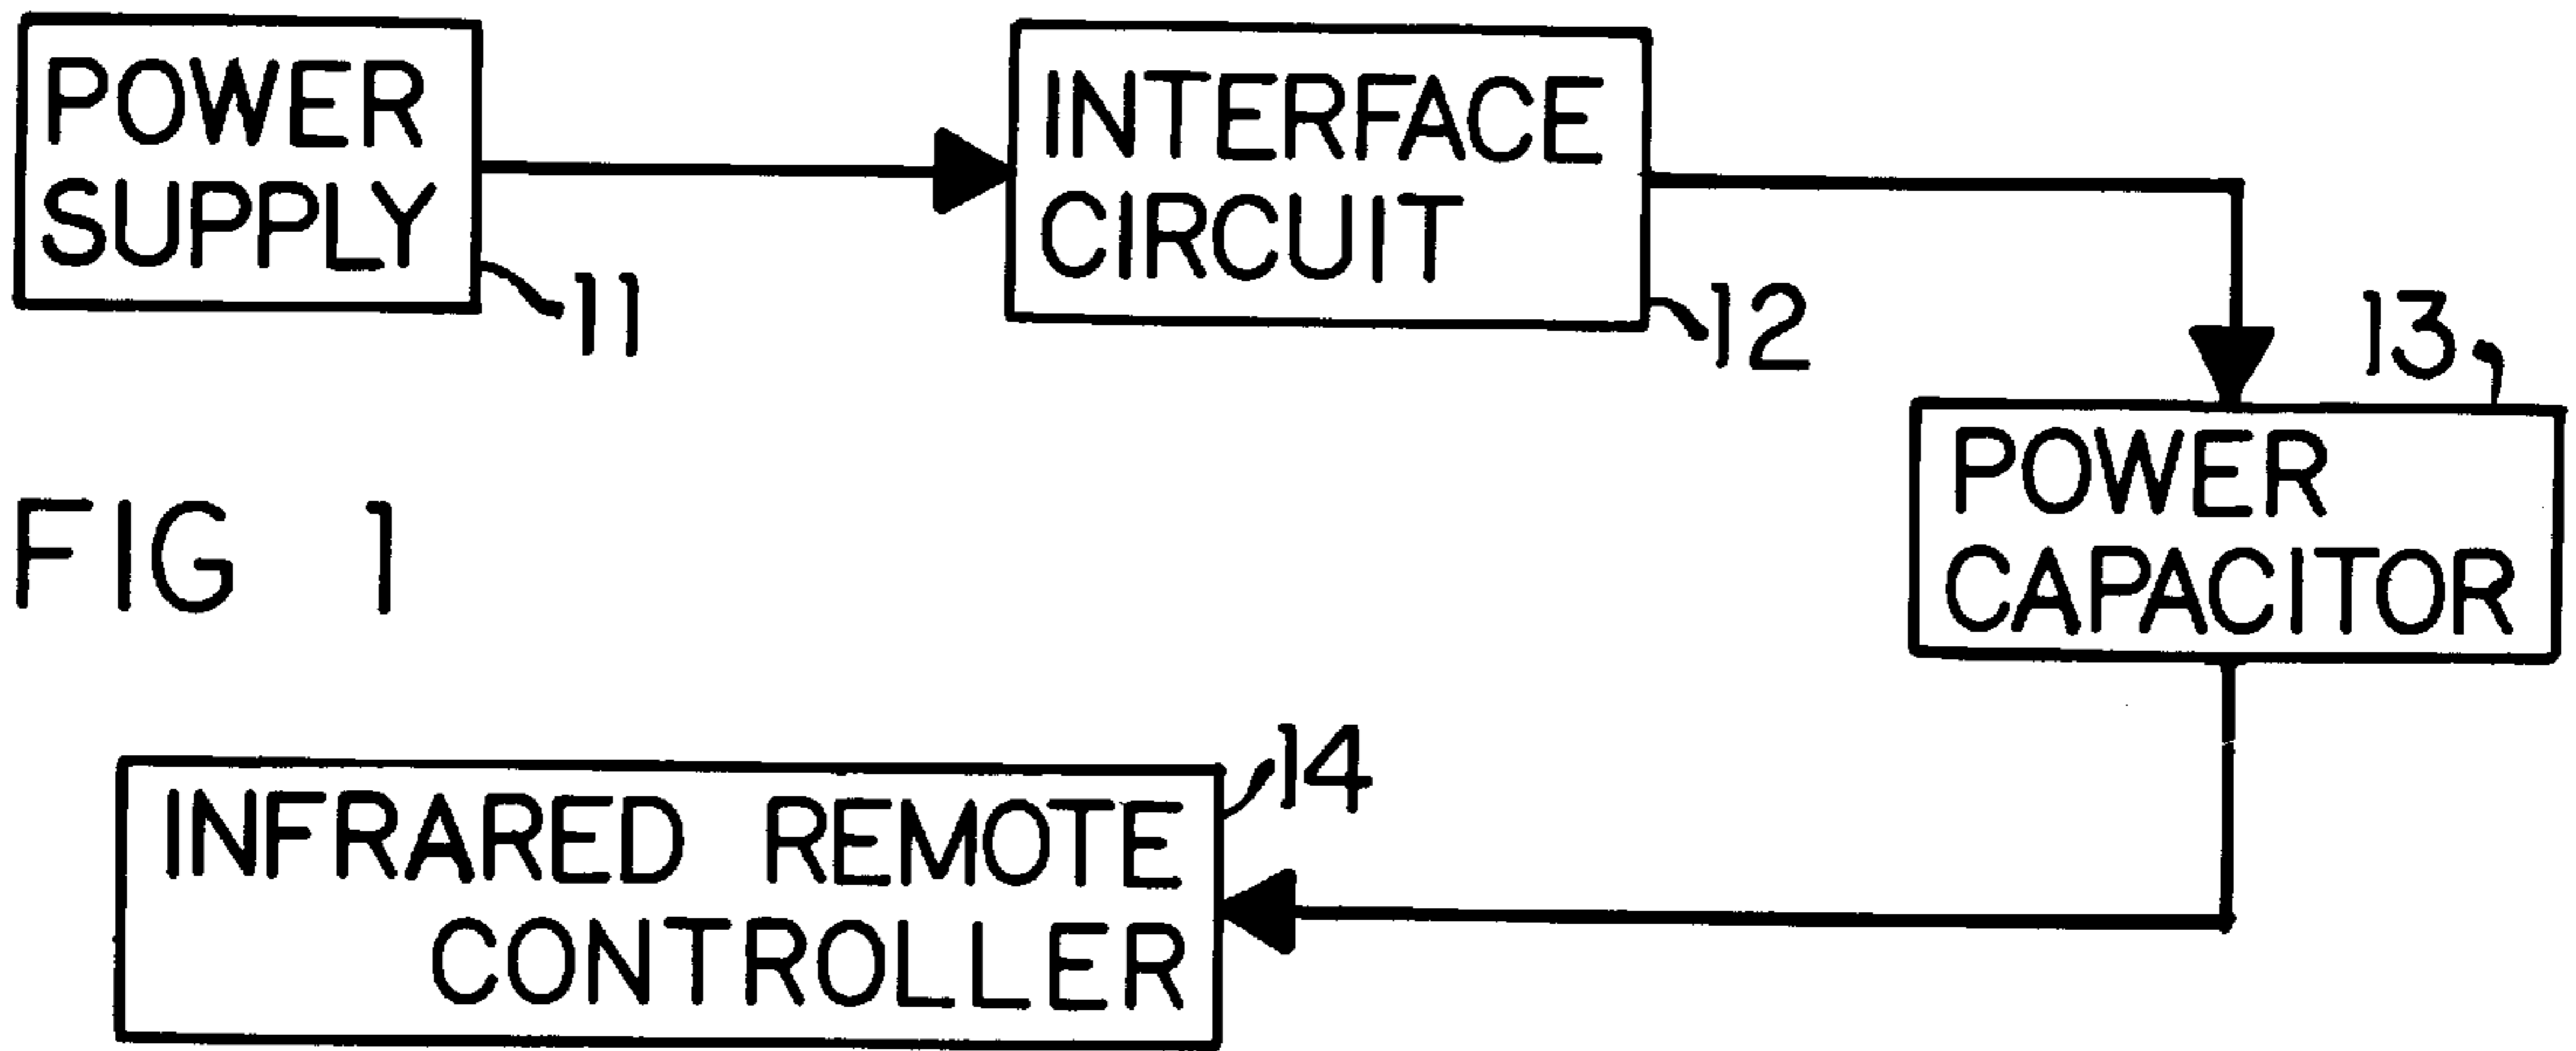 POWER
SUPPLY
11
INTERFACE
CIRCUIT
12
13
POWER
CAPACITOR
FIG 1
14
INFRARED REMOTE
CONTROLLER